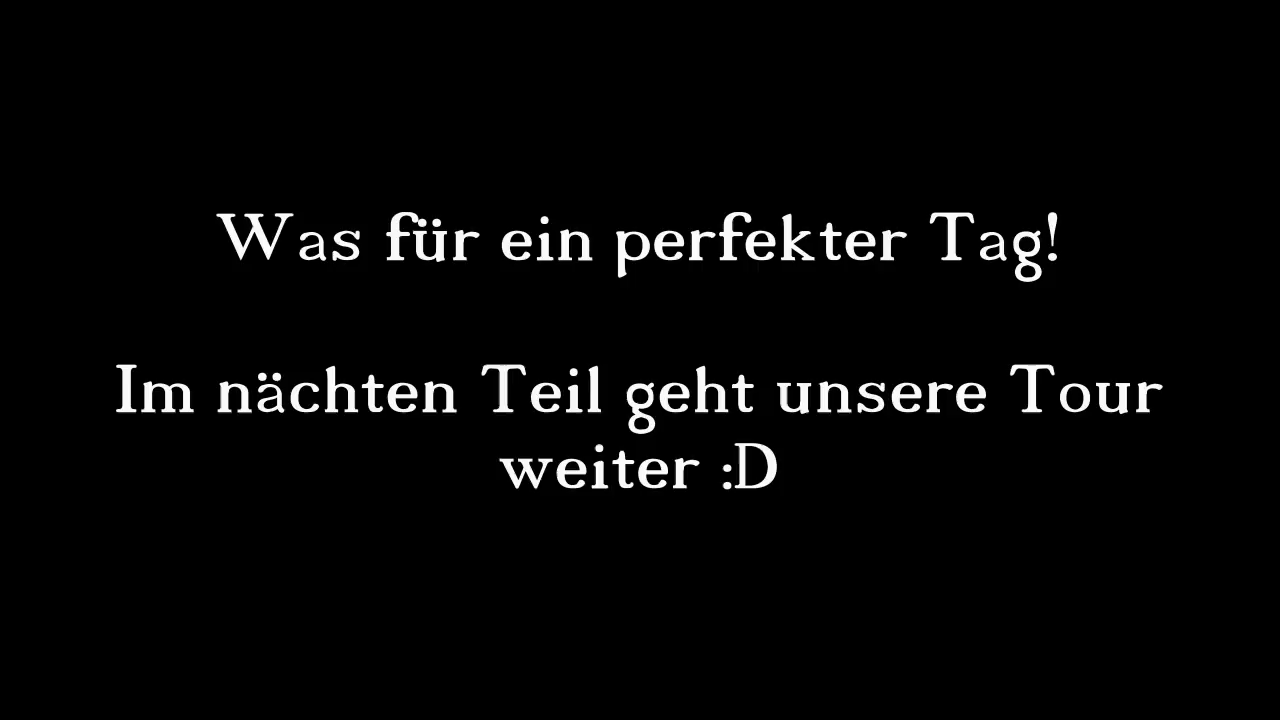 Was für ein perfekter Tag!
Im nächten Teil geht unsere Tour
weiter :D